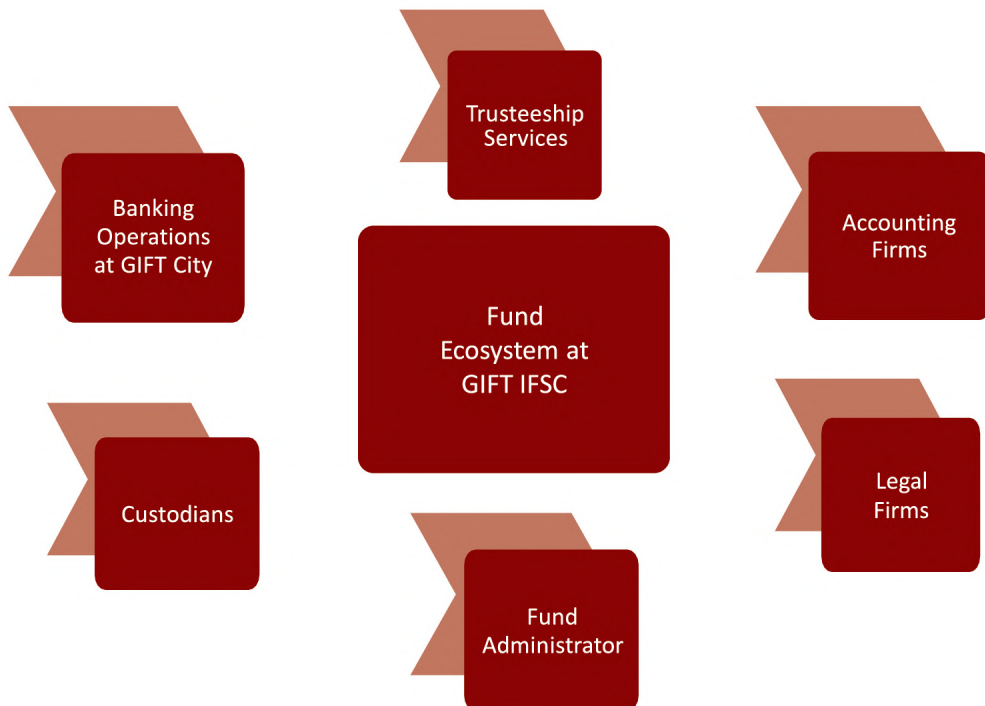 Trusteeship
Services
Banking
Operations
at GIFT City
Accounting
Firms
Fund
Ecosystem at
GIFT IFSC
Custodians
Legal
Firms
Fund
Administrator